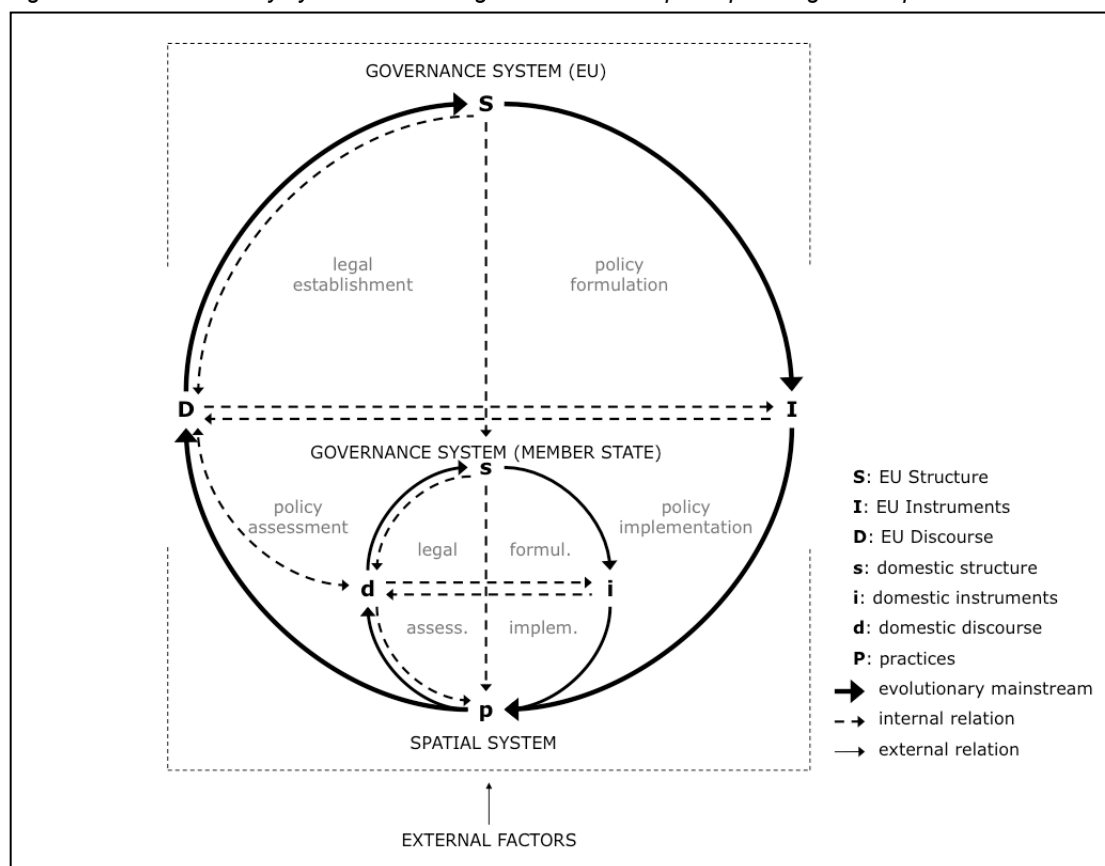 GOVERNANCE SYSTEM (EU)
S
legal
establishment
policy
formulation
D
I
GOVERNANCE SYSTEM (MEMBER STATE)
s
policy
assessment
policy
implementation
legal
formul.
d
i
assess.
implem.
p
SPATIAL SYSTEM
EXTERNAL FACTORS
S: EU Structure
I: EU Instruments
D: EU Discourse
s: domestic structure
i: domestic instruments
d: domestic discourse
P: practices
evolutionary mainstream
internal relation
external relation